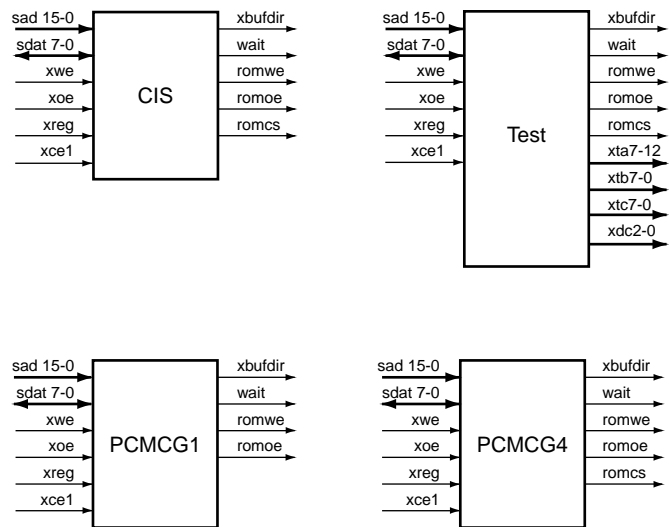 sad 15-0
sdat 7-0
xwe
xoe
xreg
xce1
CIS
xbufdir
wait
romwe
romoe
romcs
sad 15-0
sdat 7-0
xwe
xoe
xreg
xce1
Test
xbufdir
wait
romwe
romoe
romcs
xta7-12
xtb7-0
xtc7-0
xdc2-0
sad 15-0
sdat 7-0
xwe
xoe
xreg
xce1
PCMCG1
xbufdir
wait
romwe
romoe
sad 15-0
sdat 7-0
xwe
xoe
xreg
xce1
PCMCG4
xbufdir
wait
romwe
romoe
romcs